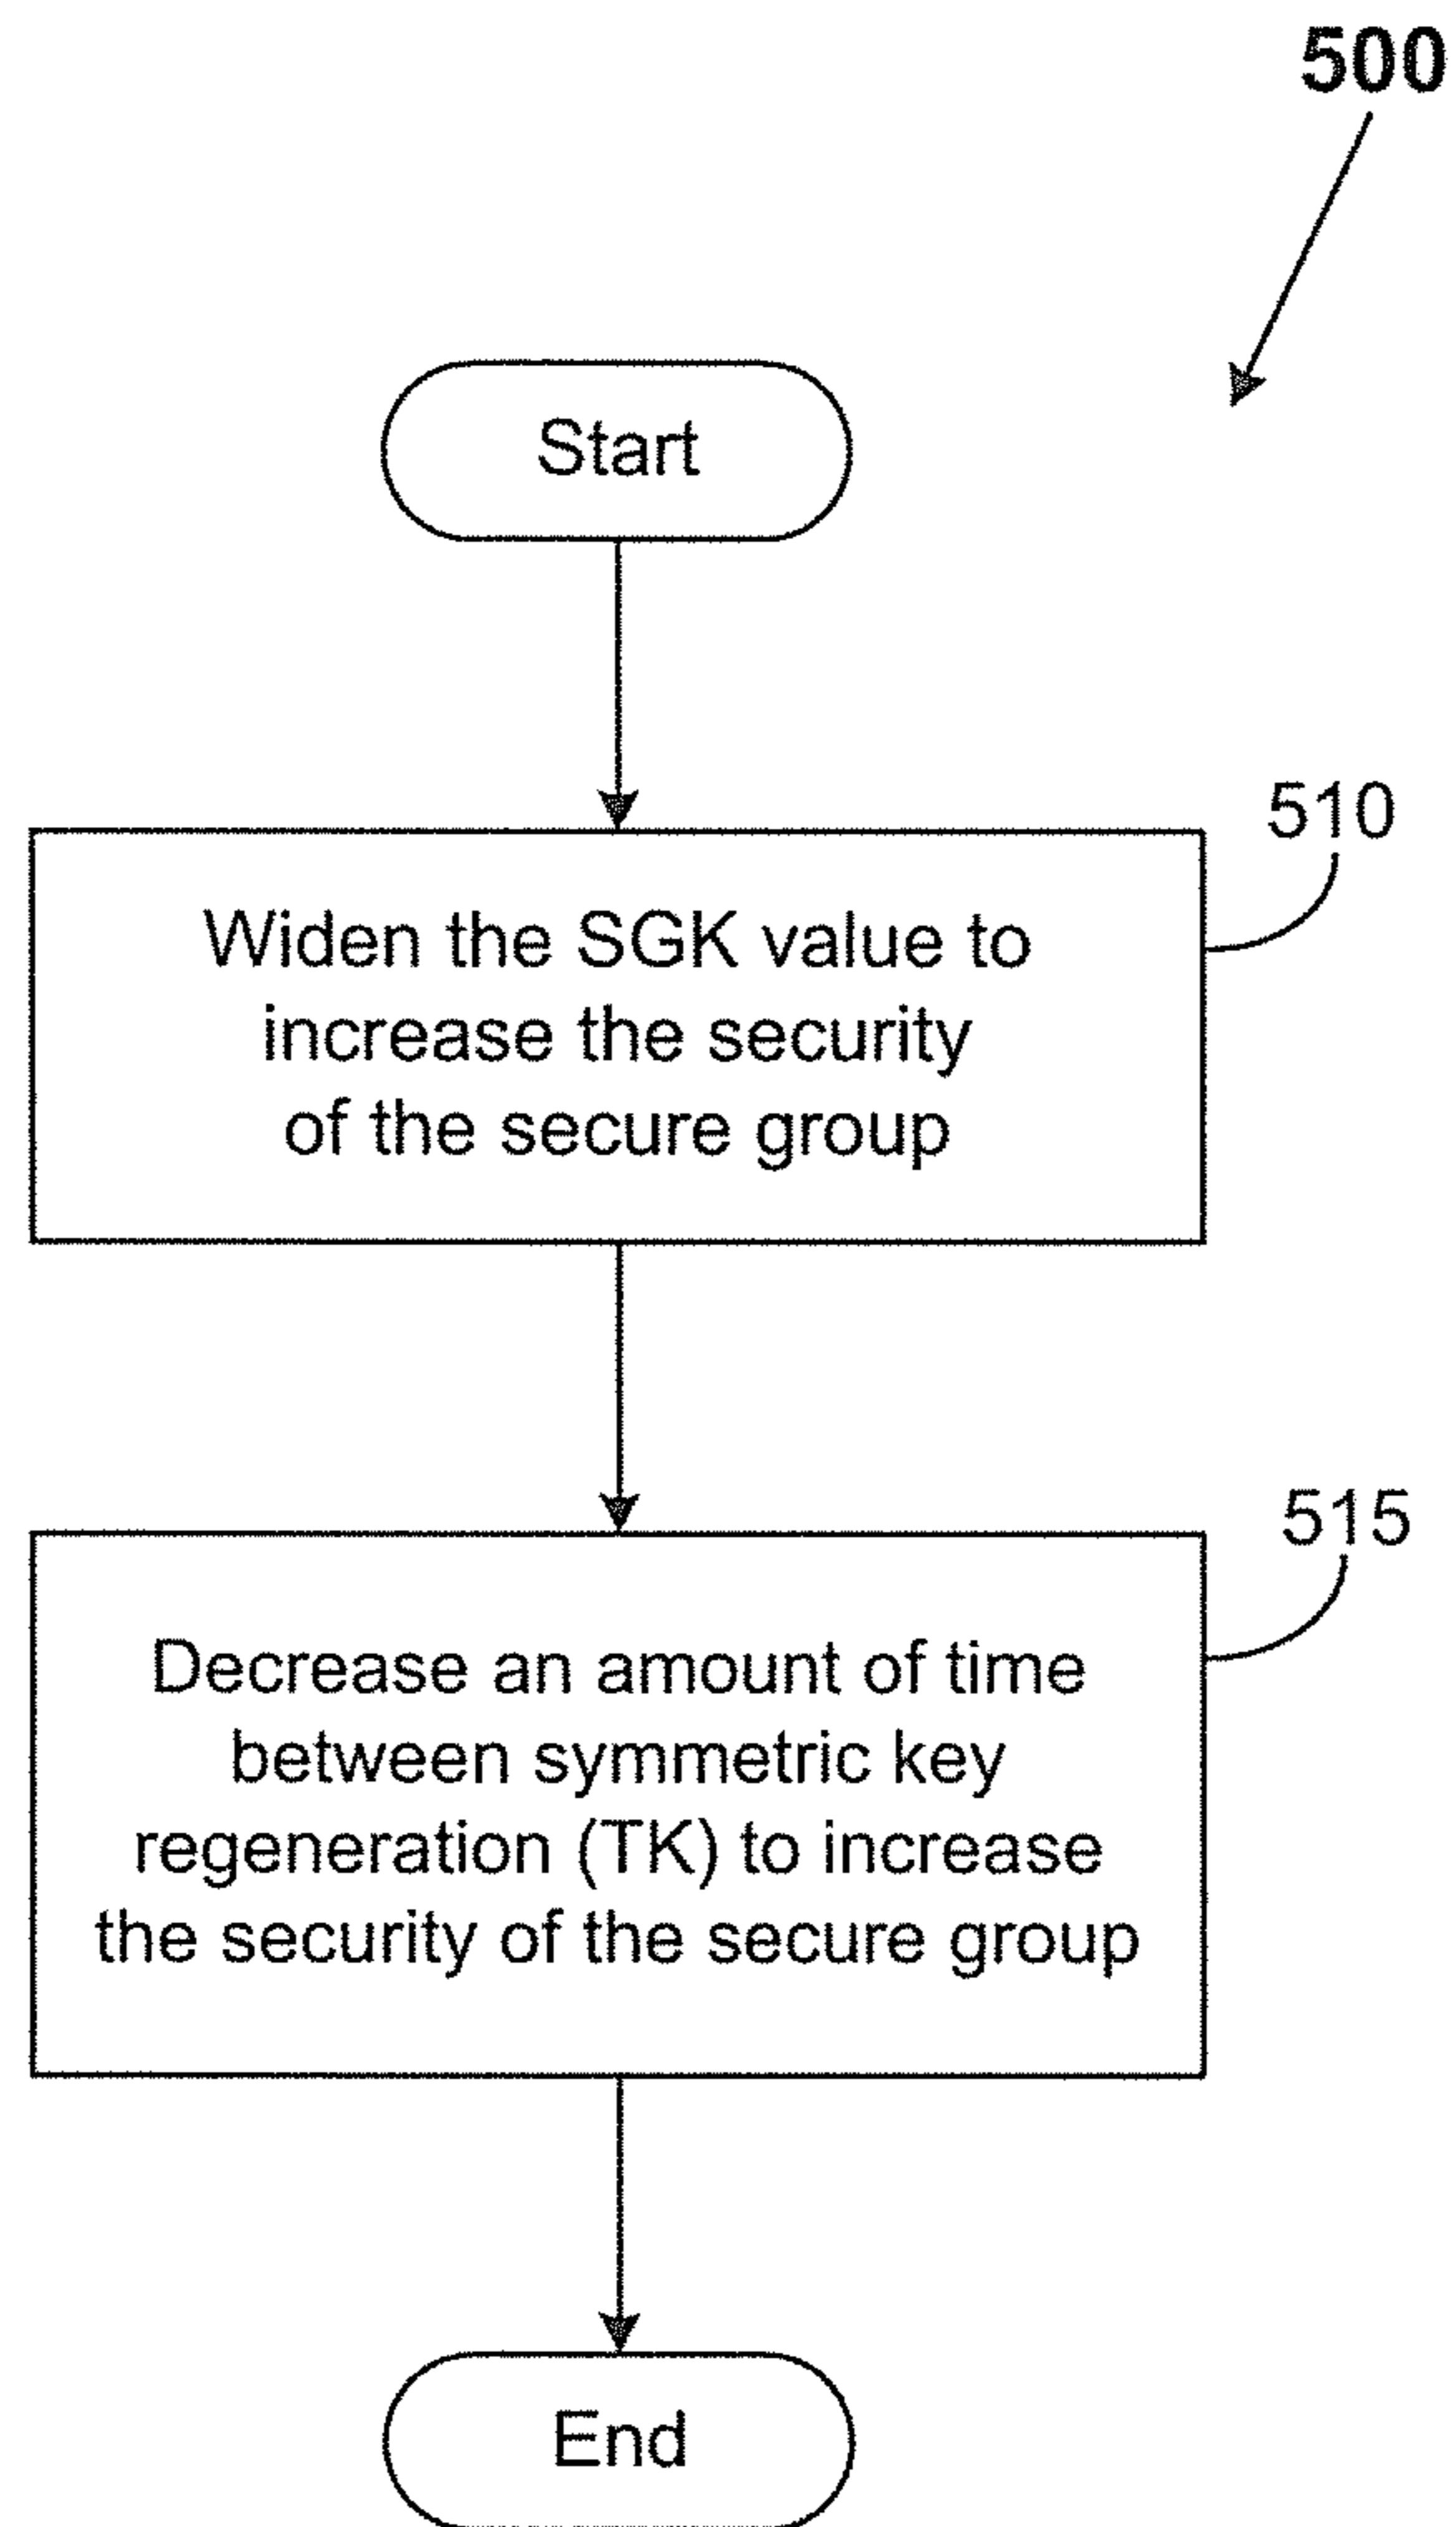 500
Start
510
Widen the SGK value to
increase the security
of the secure group
515
Decrease an amount of time
between symmetric key
regeneration (TK) to increase
the security of the secure group
End